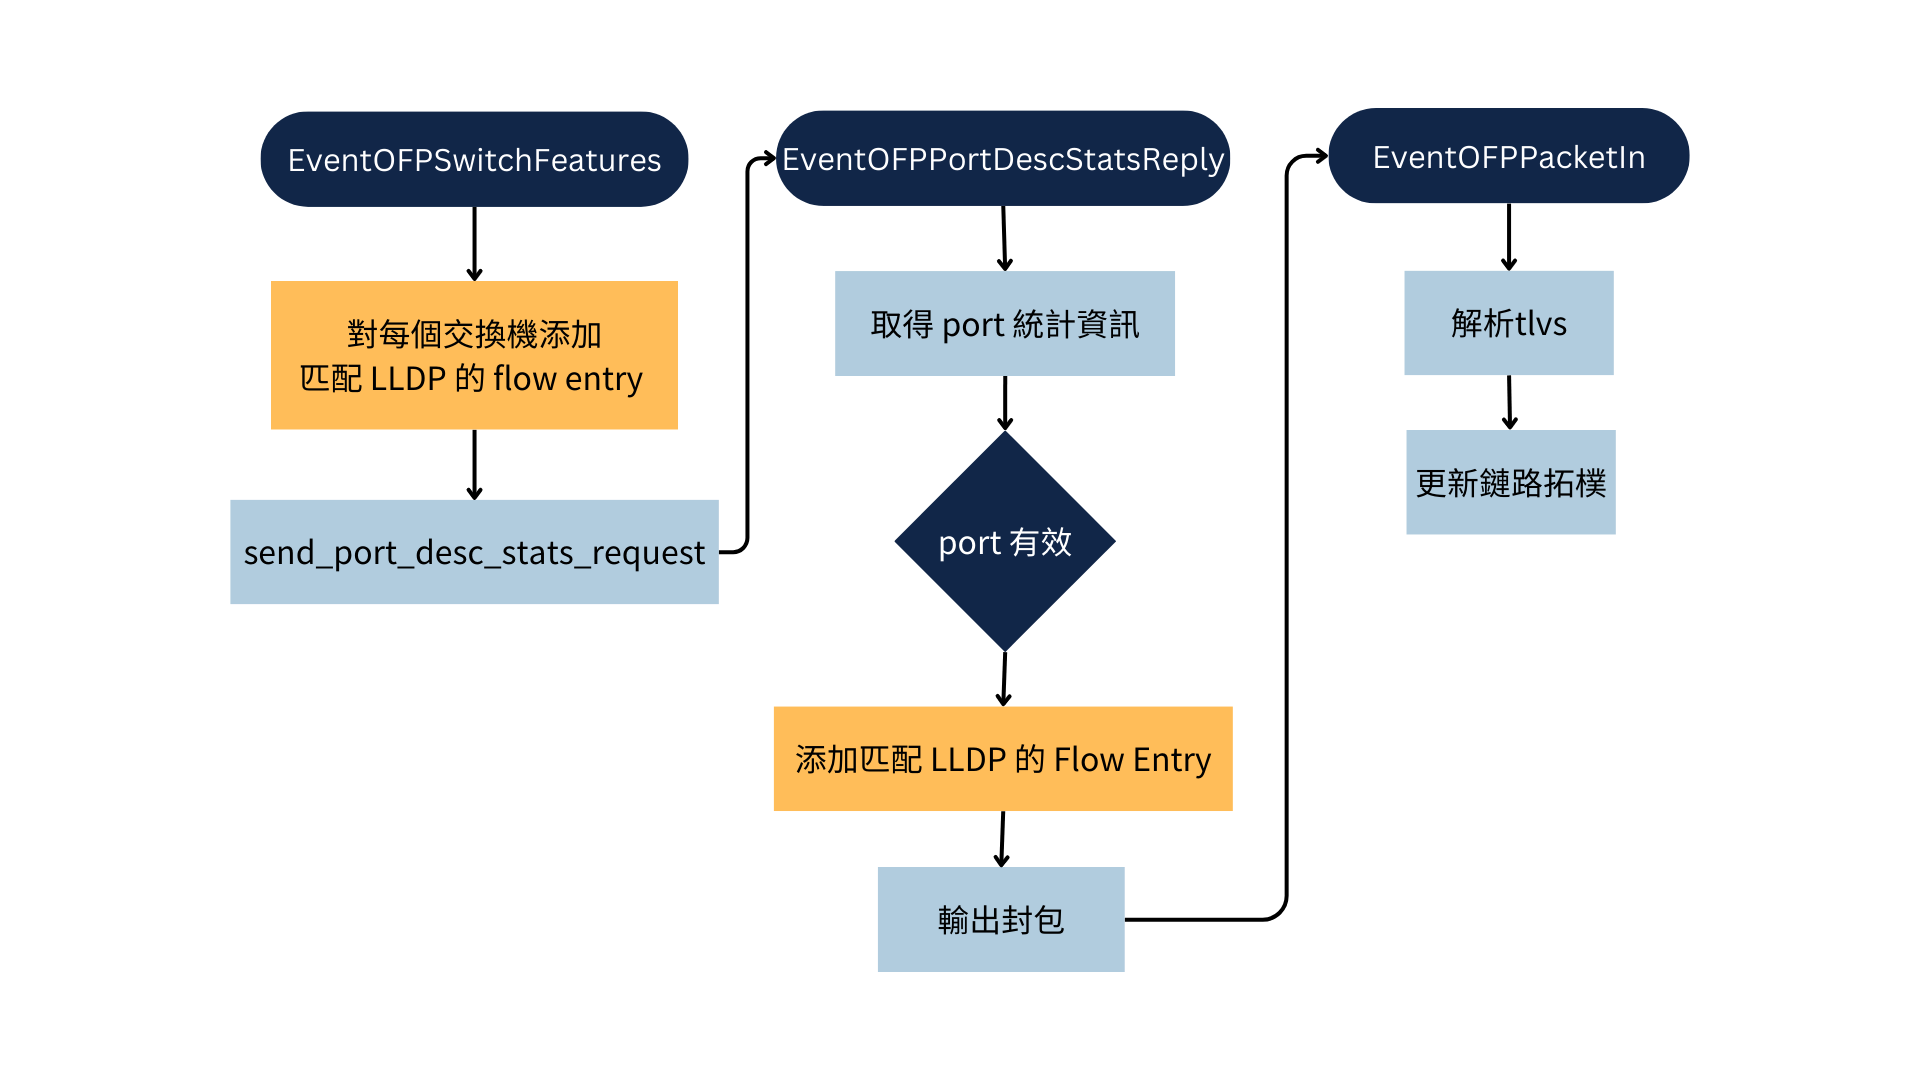 EventOFPSwitchFeatures
對每個交換機添加
匹配 LLDP 的 flow entry
send_port_desc_stats_request
EventOFPPortDescStatsReply
取得 port 統計資訊
port 有效
添加匹配 LLDP 的 Flow Entry
輸出封包
EventOFPPacketIn
解析tlvs
更新鏈路拓樸